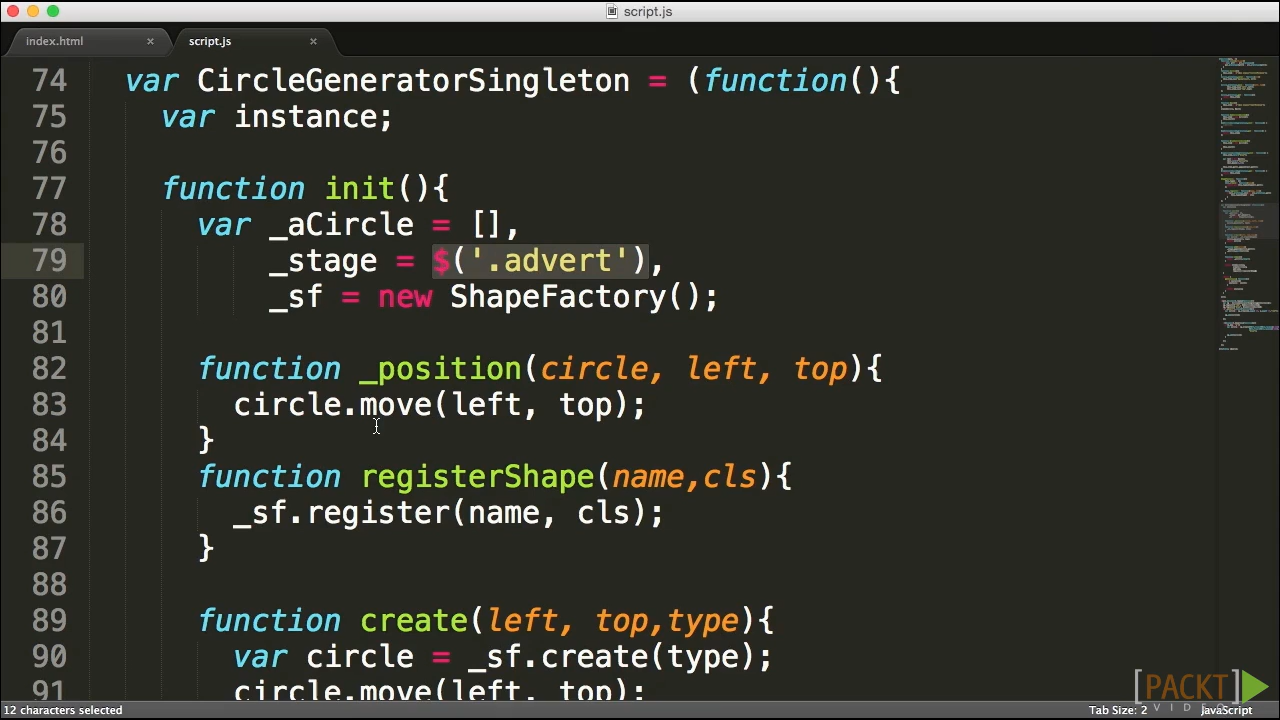 script.js
index.html × script.js ×
74 var CircleGeneratorSingleton = (function(){
75 var instance;
76
77 function init(){
78 var _aCircle = [],
79 _stage = $('.advert'),
80 _sf = new ShapeFactory();
81
82 function _position(circle, left, top){
83 circle.move(left, top);
84 }
85 function registerShape(name,cls){
86 _sf.register(name, cls);
87 }
88
89 function create(left, top,type){
90 var circle = _sf.create(type);
91 circle.move(left, top);
[PACKT]
VIDEO
12 characters selected Tab Size: 2 JavaScript